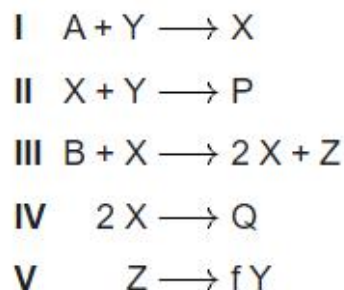 I A + Y ⟶ X
II X + Y ⟶ P
III B + X ⟶ 2 X + Z
IV 2 X ⟶ Q
V Z ⟶ f Y